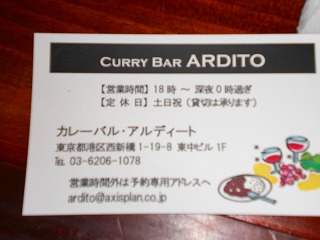 CURRY BAR ARDITO
【営業時間】18時 〜 深夜0時過ぎ
【定 休 日】土日祝（貸切は承ります）
カレーバル・アルディート
東京都港区西新橋 1-19-8 東中ビル 1F
TEL 03-6206-1078
営業時間外は予約専用アドレスへ
ardito@axisplan.co.jp